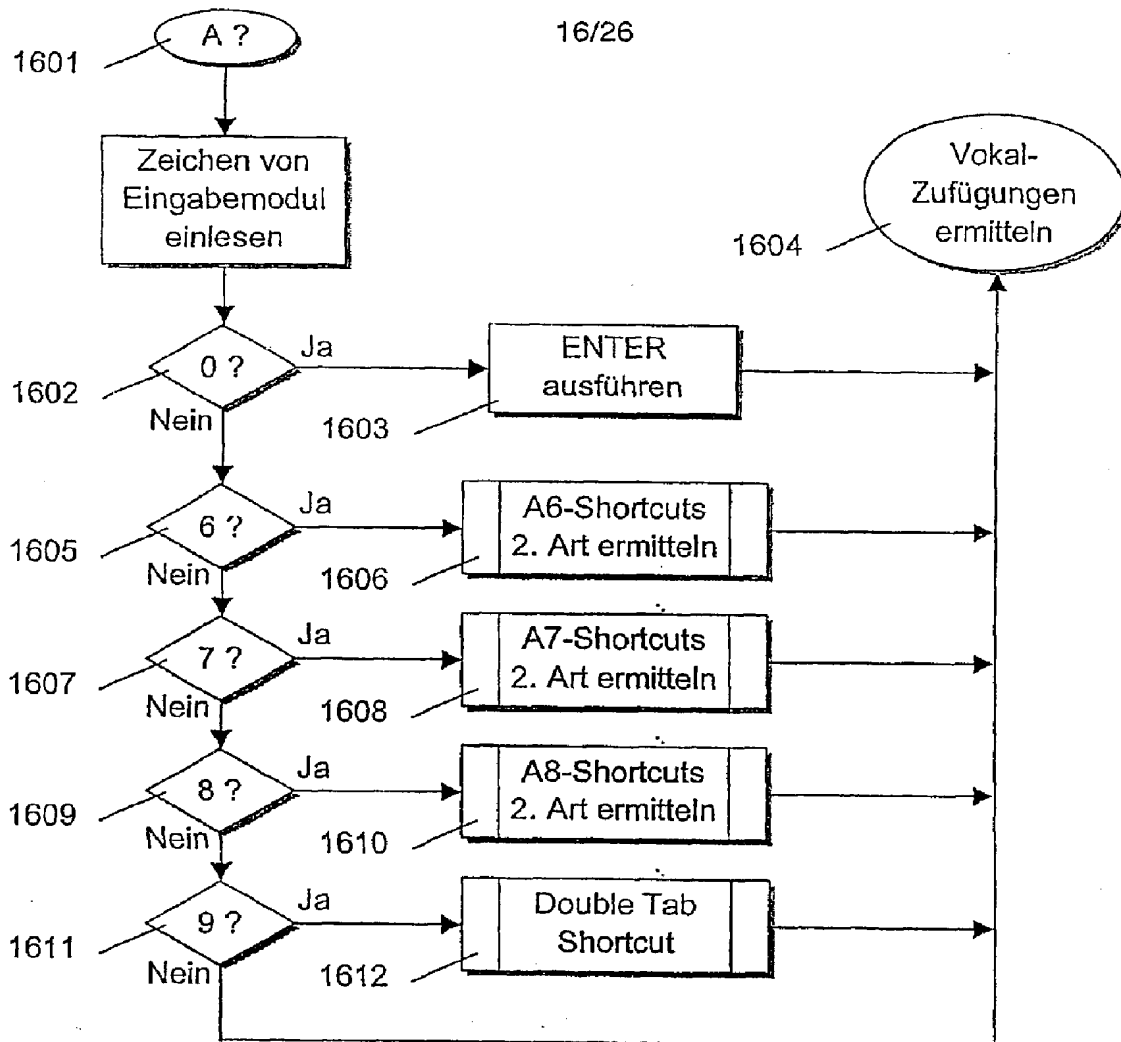 16/26
A ?
1601
Zeichen von
Eingabemodul
einlesen
Vokal-
Zufügungen
ermitteln
1604
0 ?
Ja
1602
Nein
ENTER
ausführen
1603
6 ?
Ja
1605
Nein
A6-Shortcuts
2. Art ermitteln
1606
7 ?
Ja
1607
Nein
A7-Shortcuts
2. Art ermitteln
1608
8 ?
Ja
1609
Nein
A8-Shortcuts
2. Art ermitteln
1610
9 ?
Ja
1611
Nein
Double Tab
Shortcut
1612